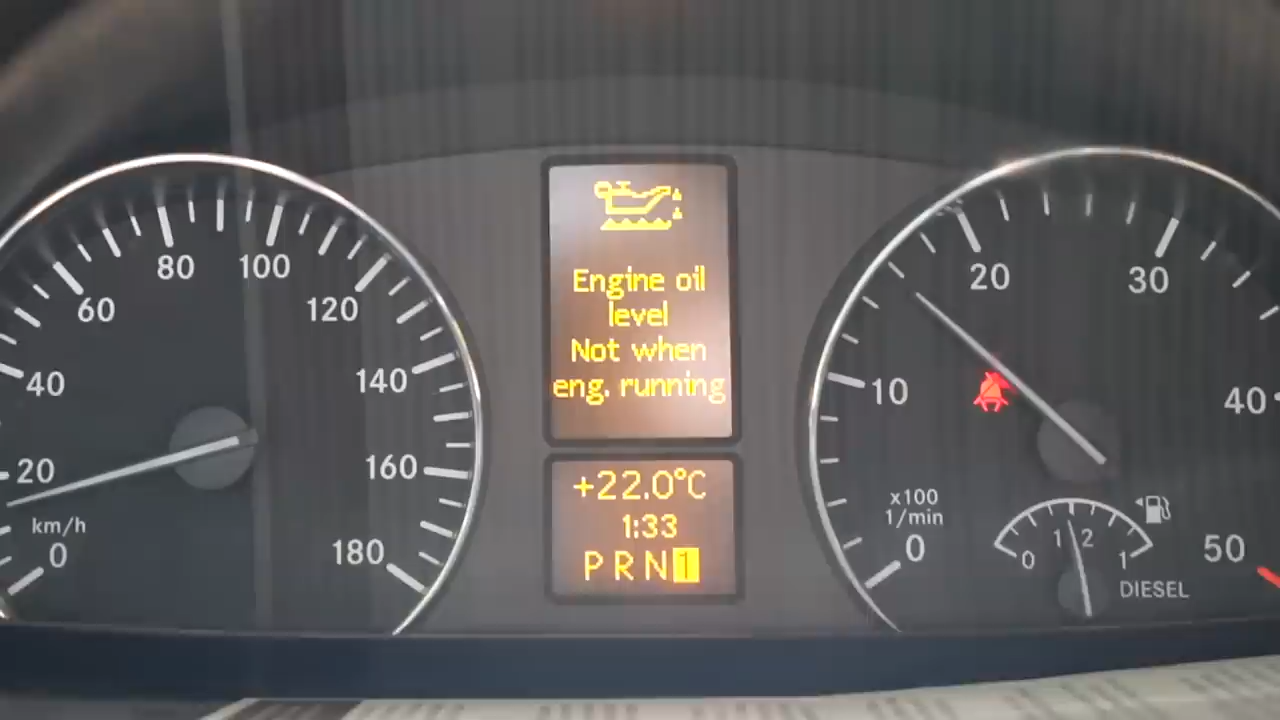 80 100
60 120
40 140
20 160
km/h
0 180
Engine oil
level
Not when
eng. running
+22.0°C
1:33
P R N 1
20 30
10 40
x100
1/min
0 50
0 1 2 1
DIESEL